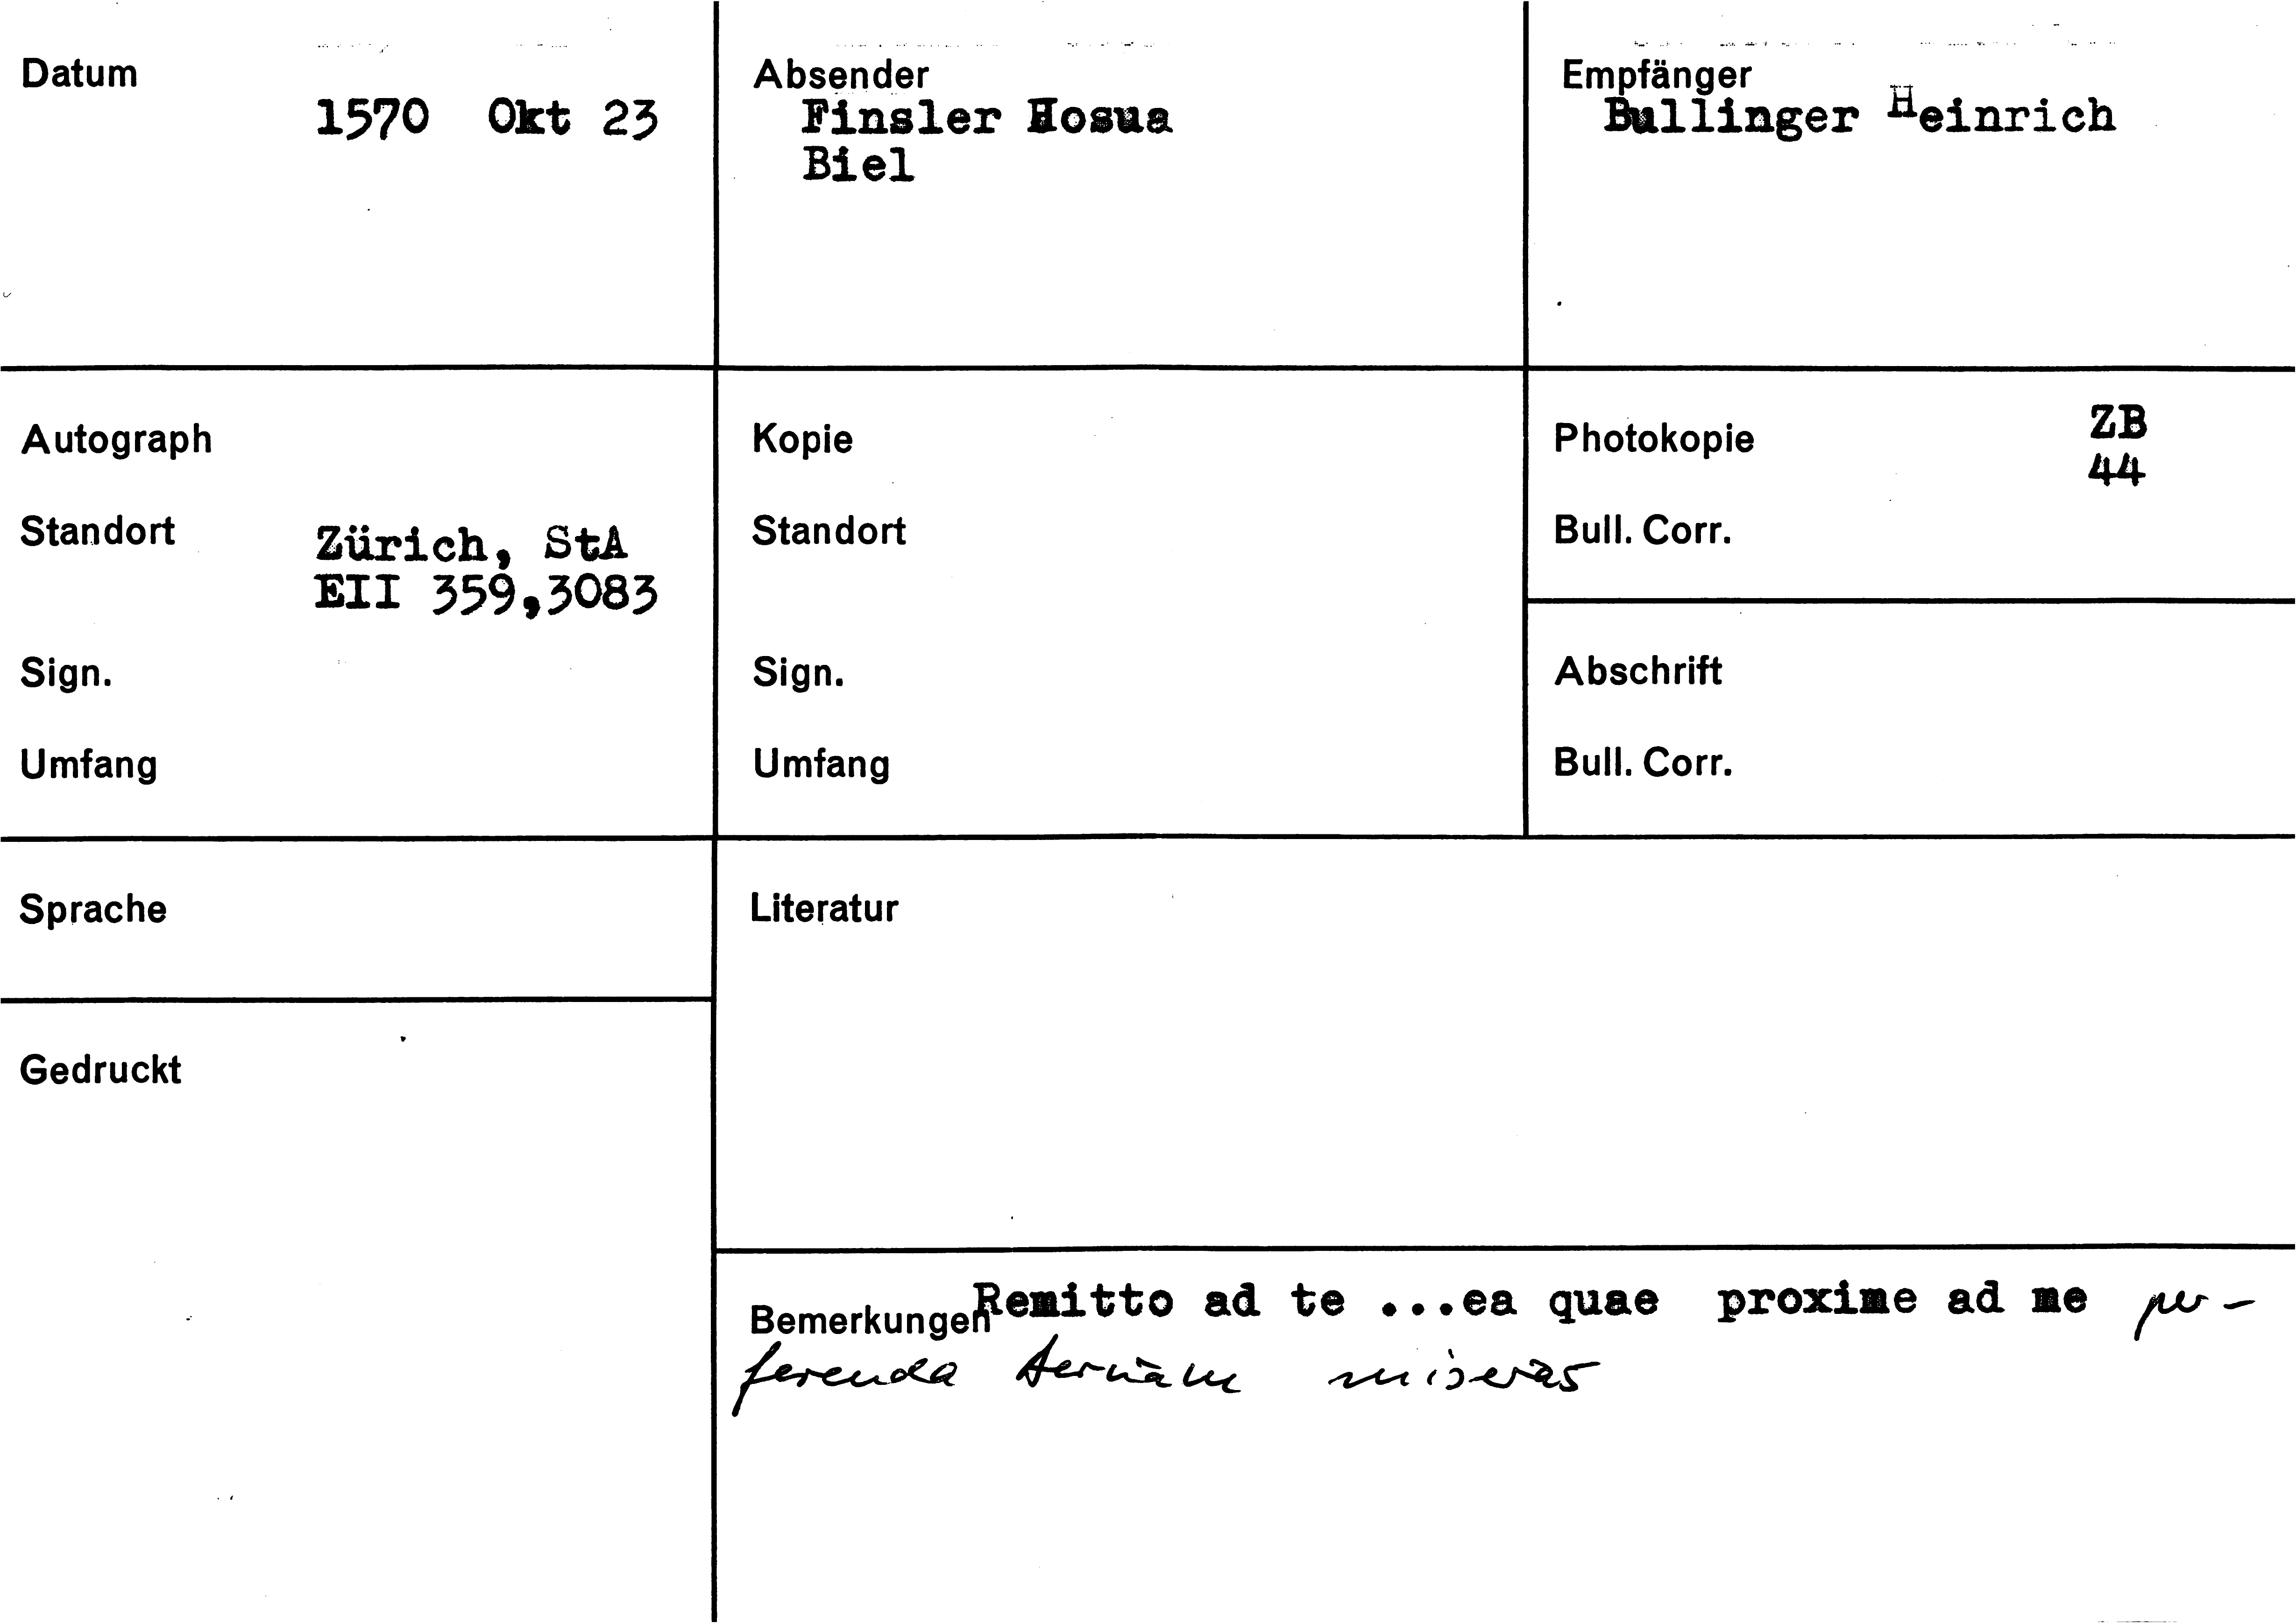 Datum
1570 Okt 23
Absender
Finsler Hosua
Biel
Empfänger
Bullinger Heinrich
Autograph
Standort
Zürich, StA
EII 359,3083
Sign.
Umfang
Kopie
Standort
Sign.
Umfang
Photokopie
ZB
44
Bull. Corr.
Abschrift
Bull. Corr.
Sprache
Literatur
Gedruckt
Bemerkungen
Remitto ad te ...ea quae proxime ad me per-
ferenda miseras